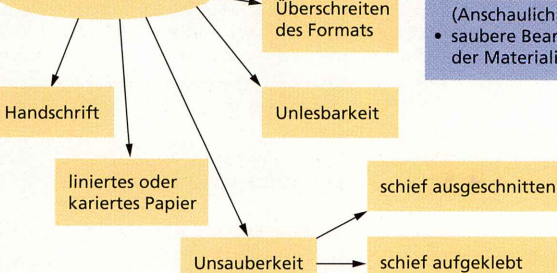 Überschreiten
des Formats
(Anschaulich
• saubere Bear
der Materiali
Handschrift
Unlesbarkeit
liniertes oder
kariertes Papier
schief ausgeschnitten
Unsauberkeit
schief aufgeklebt